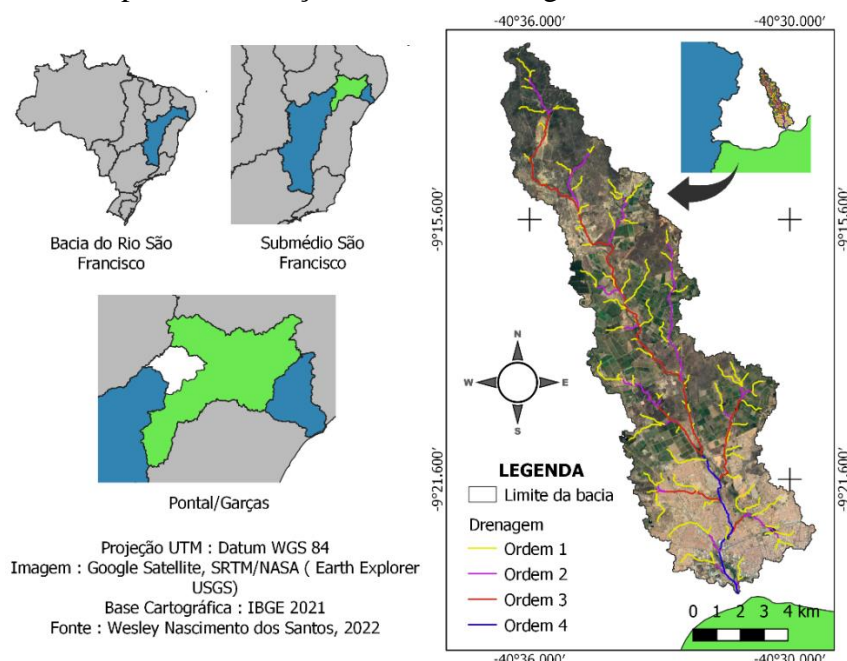 Bacia do Rio São
Francisco
Submédio São
Francisco
Pontal/Garças
Projeção UTM : Datum WGS 84
Imagem : Google Satellite, SRTM/NASA ( Earth Explorer
USGS)
Base Cartográfica : IBGE 2021
Fonte : Wesley Nascimento dos Santos, 2022
-40°36.000′
-40°30.000′
-9°15.600′
-9°15.600′
N
W
E
S
-9°21.600′
-9°21.600′
LEGENDA
Limite da bacia
Drenagem
Ordem 1
Ordem 2
Ordem 3
Ordem 4
0 1 2 3 4 km
-40°36.000′
-40°30.000′